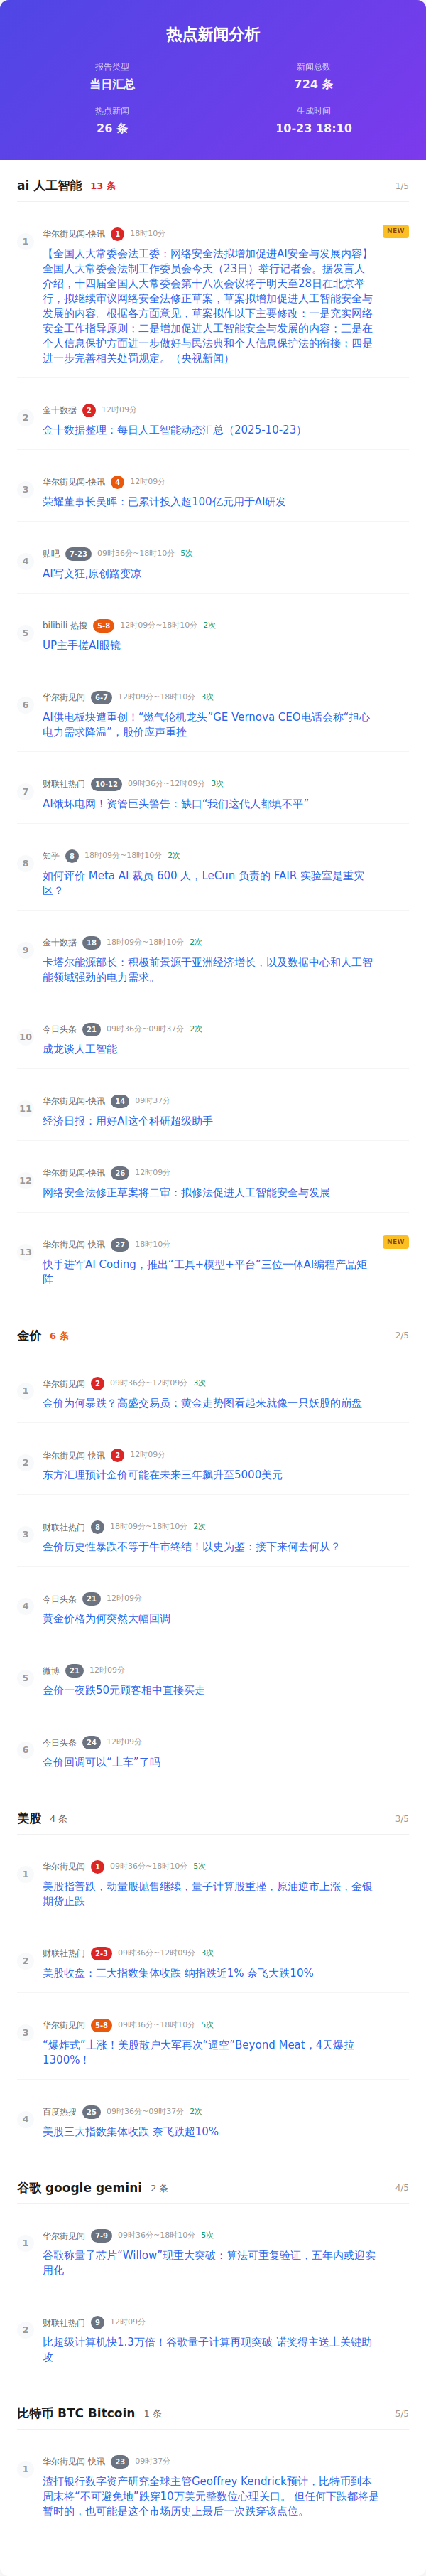 热点新闻分析
报告类型
当日汇总
新闻总数
724 条
热点新闻
26 条
生成时间
10-23 18:10
ai 人工智能 13 条 1/5
1 华尔街见闻-快讯 1 18时10分 NEW
【全国人大常委会法工委：网络安全法拟增加促进AI安全与发展内容】
全国人大常委会法制工作委员会今天（23日）举行记者会。据发言人
介绍，十四届全国人大常委会第十八次会议将于明天至28日在北京举
行，拟继续审议网络安全法修正草案，草案拟增加促进人工智能安全与
发展的内容。根据各方面意见，草案拟作以下主要修改：一是充实网络
安全工作指导原则；二是增加促进人工智能安全与发展的内容；三是在
个人信息保护方面进一步做好与民法典和个人信息保护法的衔接；四是
进一步完善相关处罚规定。（央视新闻）
2 金十数据 2 12时09分
金十数据整理：每日人工智能动态汇总（2025-10-23）
3 华尔街见闻-快讯 4 12时09分
荣耀董事长吴晖：已累计投入超100亿元用于AI研发
4 贴吧 7-23 09时36分~18时10分 5次
AI写文狂,原创路变凉
5 bilibili 热搜 5-8 12时09分~18时10分 2次
UP主手搓AI眼镜
6 华尔街见闻 6-7 12时09分~18时10分 3次
AI供电板块遭重创！“燃气轮机龙头”GE Vernova CEO电话会称“担心
电力需求降温”，股价应声重挫
7 财联社热门 10-12 09时36分~12时09分 3次
AI饿坏电网！资管巨头警告：缺口“我们这代人都填不平”
8 知乎 8 18时09分~18时10分 2次
如何评价 Meta AI 裁员 600 人，LeCun 负责的 FAIR 实验室是重灾
区？
9 金十数据 18 18时09分~18时10分 2次
卡塔尔能源部长：积极前景源于亚洲经济增长，以及数据中心和人工智
能领域强劲的电力需求。
10 今日头条 21 09时36分~09时37分 2次
成龙谈人工智能
11 华尔街见闻-快讯 14 09时37分
经济日报：用好AI这个科研超级助手
12 华尔街见闻-快讯 26 12时09分
网络安全法修正草案将二审：拟修法促进人工智能安全与发展
13 华尔街见闻-快讯 27 18时10分 NEW
快手进军AI Coding，推出“工具+模型+平台”三位一体AI编程产品矩
阵
金价 6 条 2/5
1 华尔街见闻 2 09时36分~12时09分 3次
金价为何暴跌？高盛交易员：黄金走势图看起来就像一只妖股的崩盘
2 华尔街见闻-快讯 2 12时09分
东方汇理预计金价可能在未来三年飙升至5000美元
3 财联社热门 8 18时09分~18时10分 2次
金价历史性暴跌不等于牛市终结！以史为鉴：接下来何去何从？
4 今日头条 21 12时09分
黄金价格为何突然大幅回调
5 微博 21 12时09分
金价一夜跌50元顾客相中直接买走
6 今日头条 24 12时09分
金价回调可以“上车”了吗
美股 4 条 3/5
1 华尔街见闻 1 09时36分~18时10分 5次
美股指普跌，动量股抛售继续，量子计算股重挫，原油逆市上涨，金银
期货止跌
2 财联社热门 2-3 09时36分~12时09分 3次
美股收盘：三大指数集体收跌 纳指跌近1% 奈飞大跌10%
3 华尔街见闻 5-8 09时36分~18时10分 5次
“爆炸式”上涨！美股散户大军再次“逼空”Beyond Meat，4天爆拉
1300%！
4 百度热搜 25 09时36分~09时37分 2次
美股三大指数集体收跌 奈飞跌超10%
谷歌 google gemini 2 条 4/5
1 华尔街见闻 7-9 09时36分~18时10分 5次
谷歌称量子芯片“Willow”现重大突破：算法可重复验证，五年内或迎实
用化
2 财联社热门 9 12时09分
比超级计算机快1.3万倍！谷歌量子计算再现突破 诺奖得主送上关键助
攻
比特币 BTC Bitcoin 1 条 5/5
1 华尔街见闻-快讯 23 09时37分
渣打银行数字资产研究全球主管Geoffrey Kendrick预计，比特币到本
周末将“不可避免地”跌穿10万美元整数位心理关口。 但任何下跌都将是
暂时的，也可能是这个市场历史上最后一次跌穿该点位。